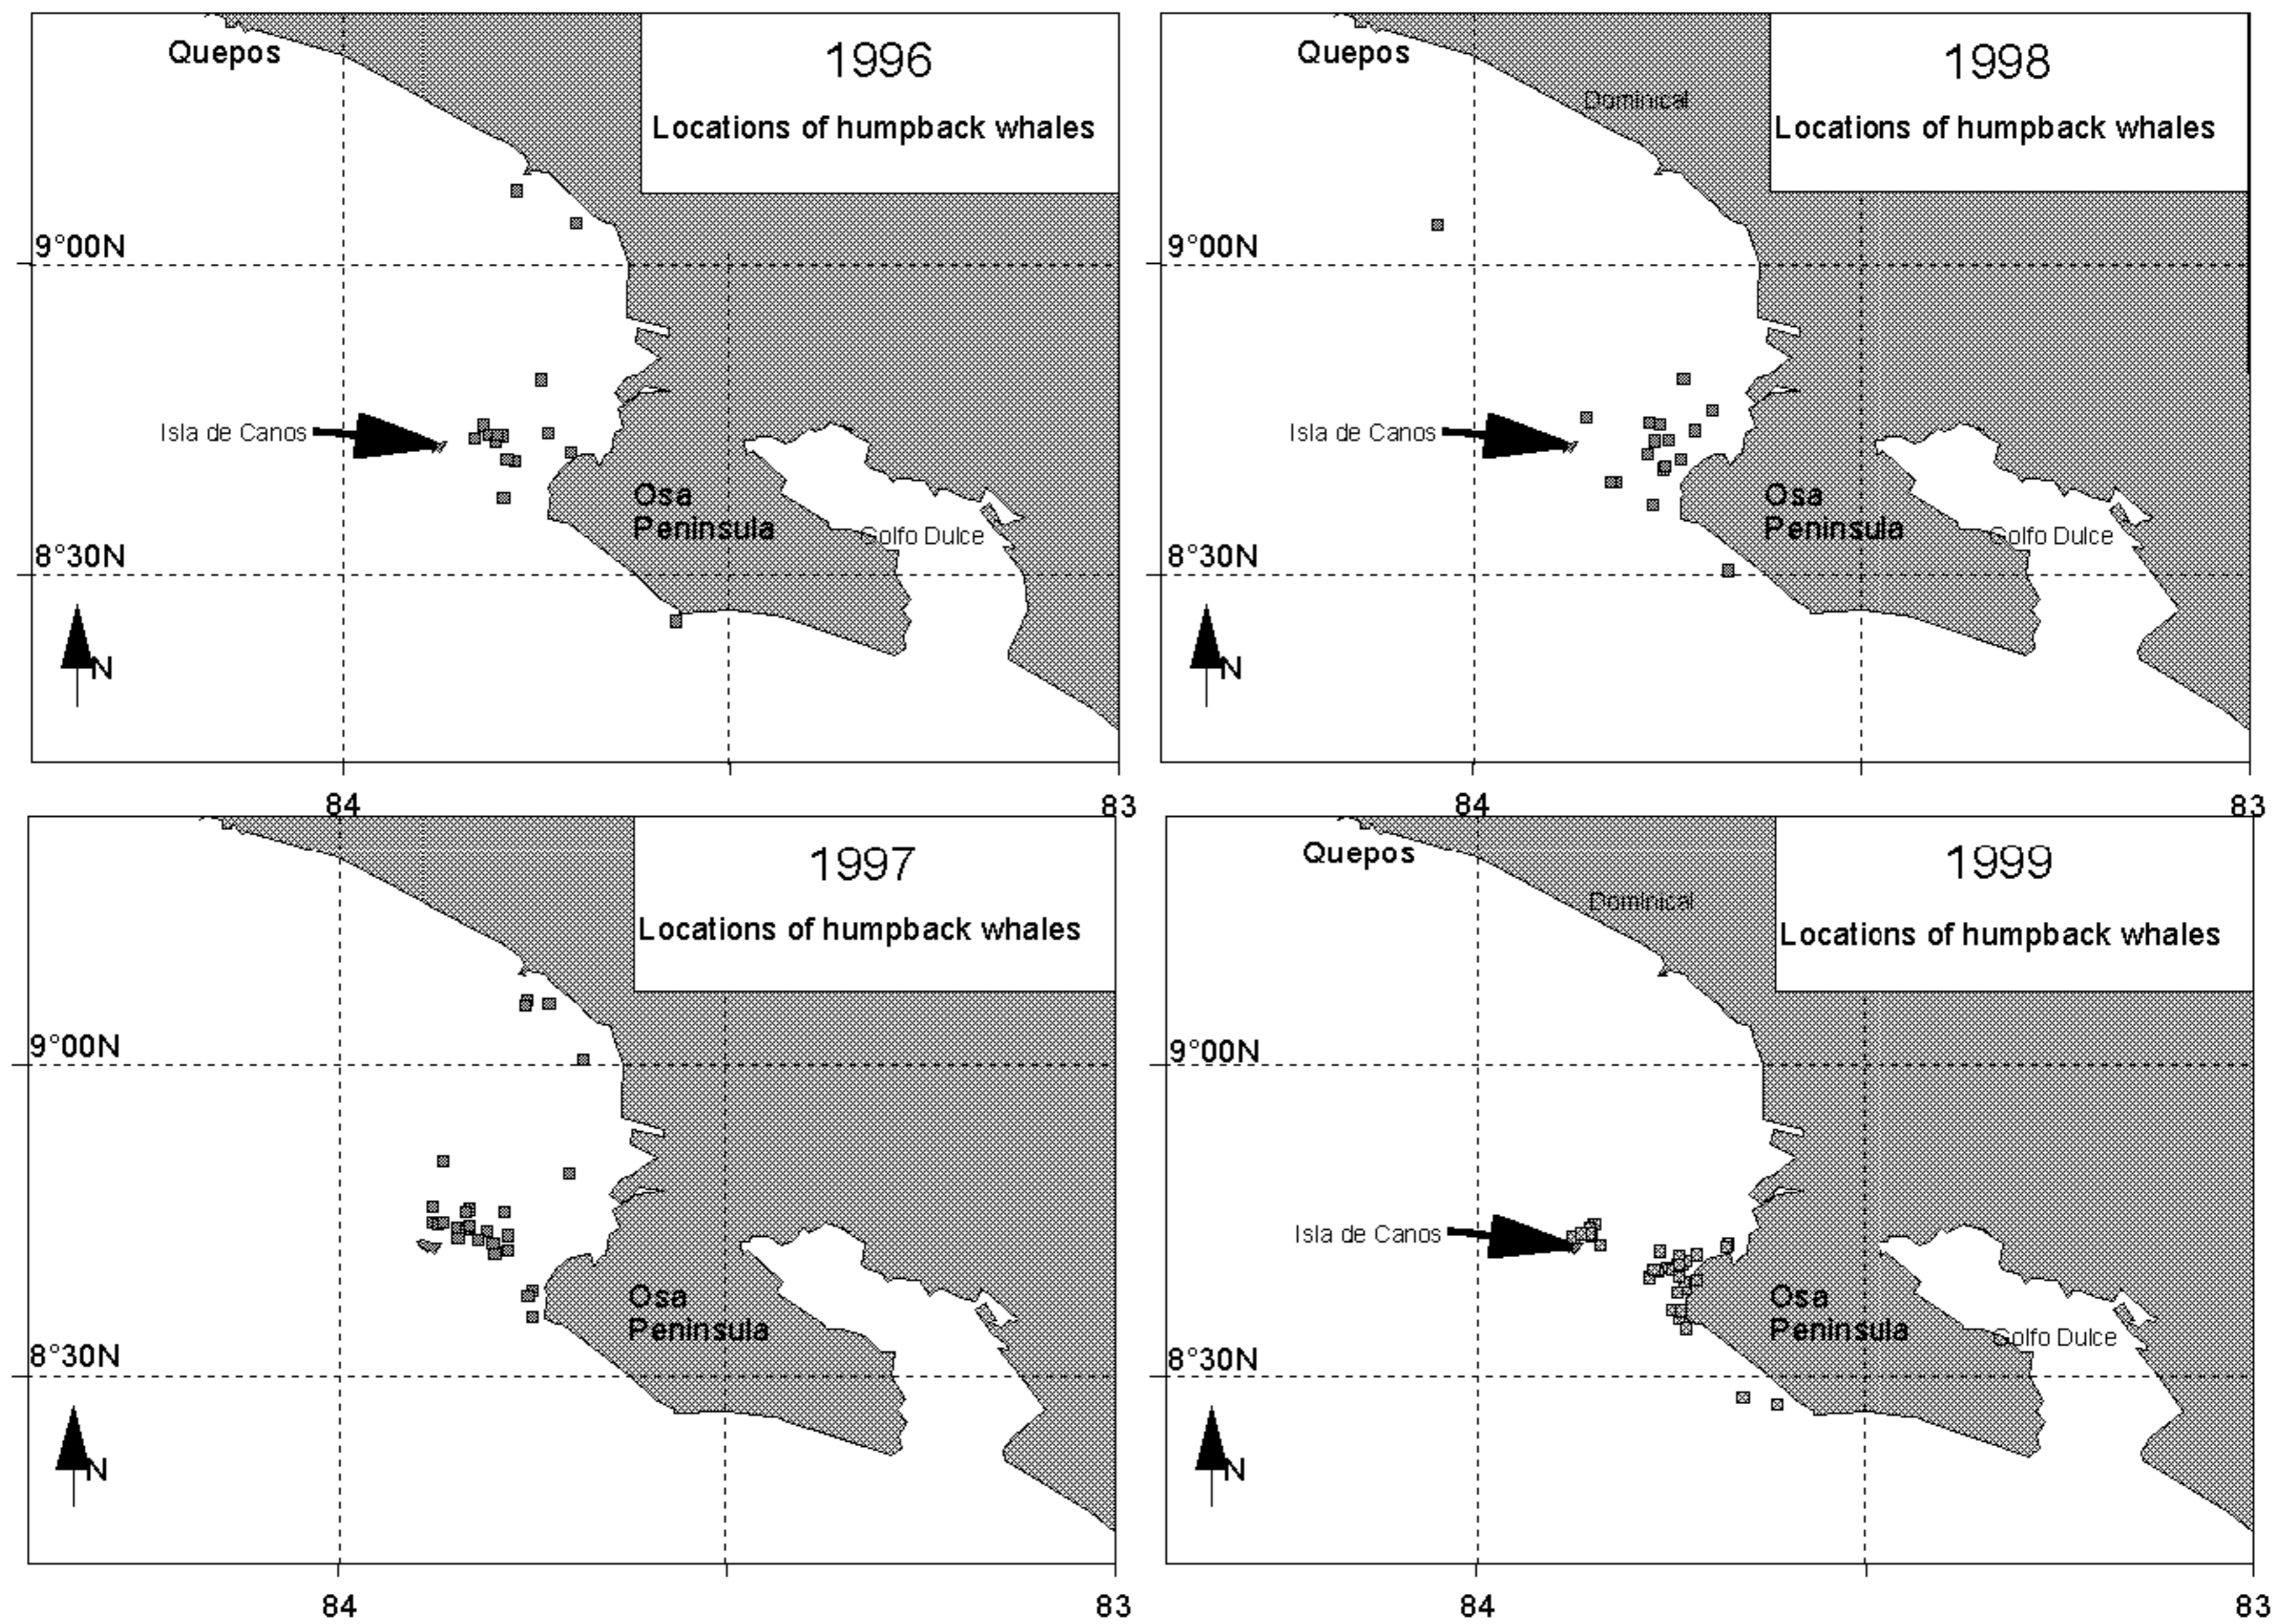 Quepos
1996
Locations of humpback whales
9°00N
Isla de Canos
Osa
Peninsula
Golfo Dulce
8°30N
N
84
83
Quepos
1998
Dominical
Locations of humpback whales
9°00N
Isla de Canos
Osa
Peninsula
Golfo Dulce
8°30N
N
84
83
1997
Locations of humpback whales
9°00N
Osa
Peninsula
8°30N
N
84
83
Quepos
1999
Dominical
Locations of humpback whales
9°00N
Isla de Canos
Osa
Peninsula
Golfo Dulce
8°30N
N
84
83